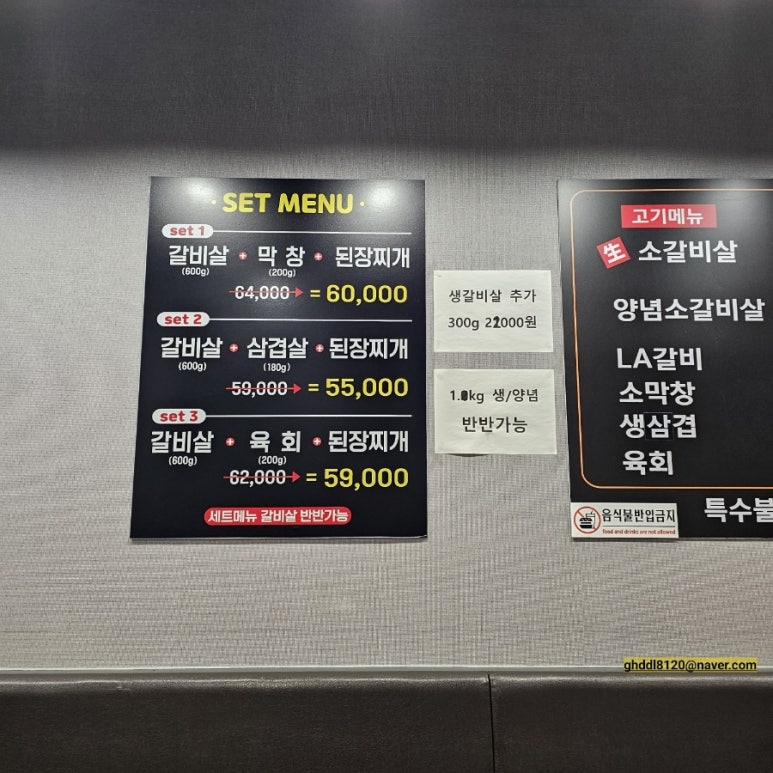 · SET MENU ·
set 1
갈비살 + 막 창 + 된장찌개
(600g) (200g)
64,000 = 60,000
set 2
갈비살 + 삼겹살 + 된장찌개
(600g) (180g)
59,000 = 55,000
set 3
갈비살 + 육 회 + 된장찌개
(600g) (200g)
62,000 = 59,000
세트메뉴 갈비살 반반가능
생갈비살 추가
300g 22000원
생/양념
반반가능
고기메뉴
生 소갈비살
양념소갈비살
LA갈비
소막창
생삼겹
육회
특수
음식물반입금지
food and drinks are not allowed
ghddl8120@naver.com